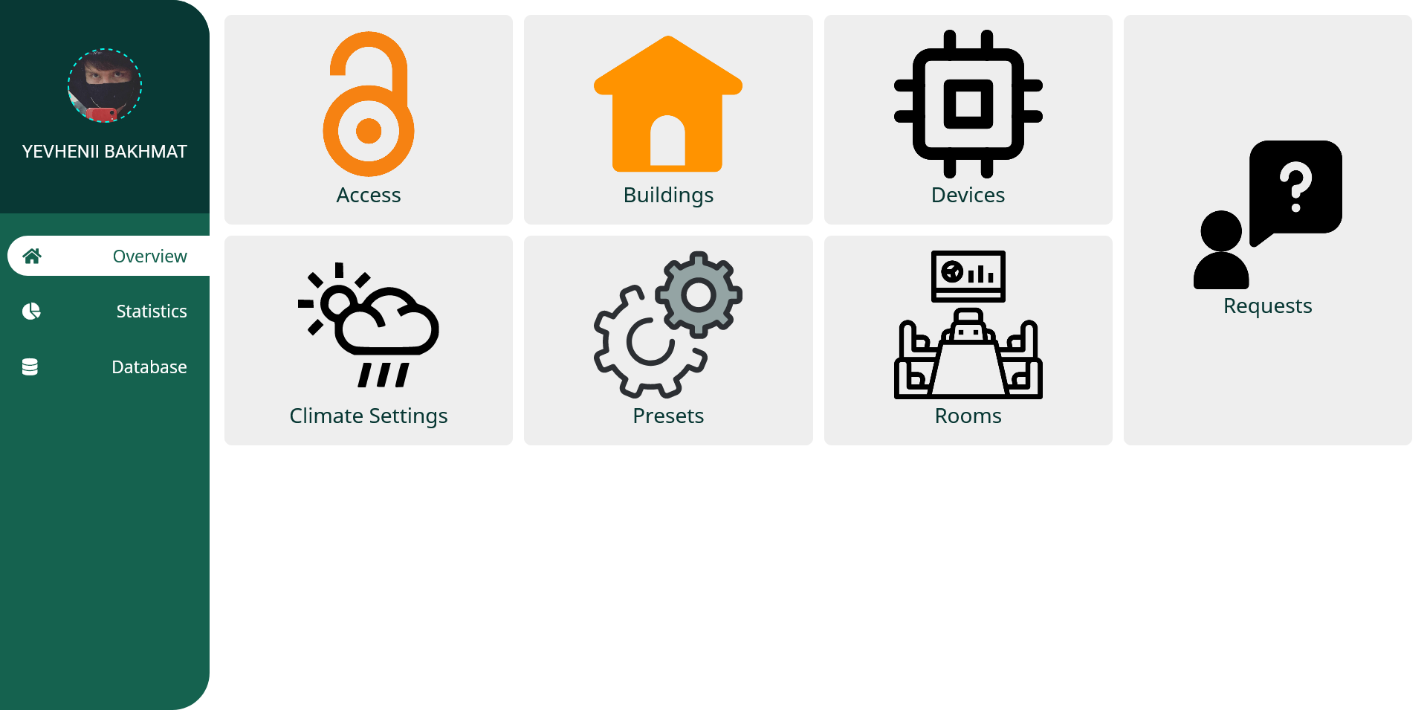 YEVHENII BAKHMAT
Overview
Statistics
Database
Access
Buildings
Devices
Requests
Climate Settings
Presets
Rooms